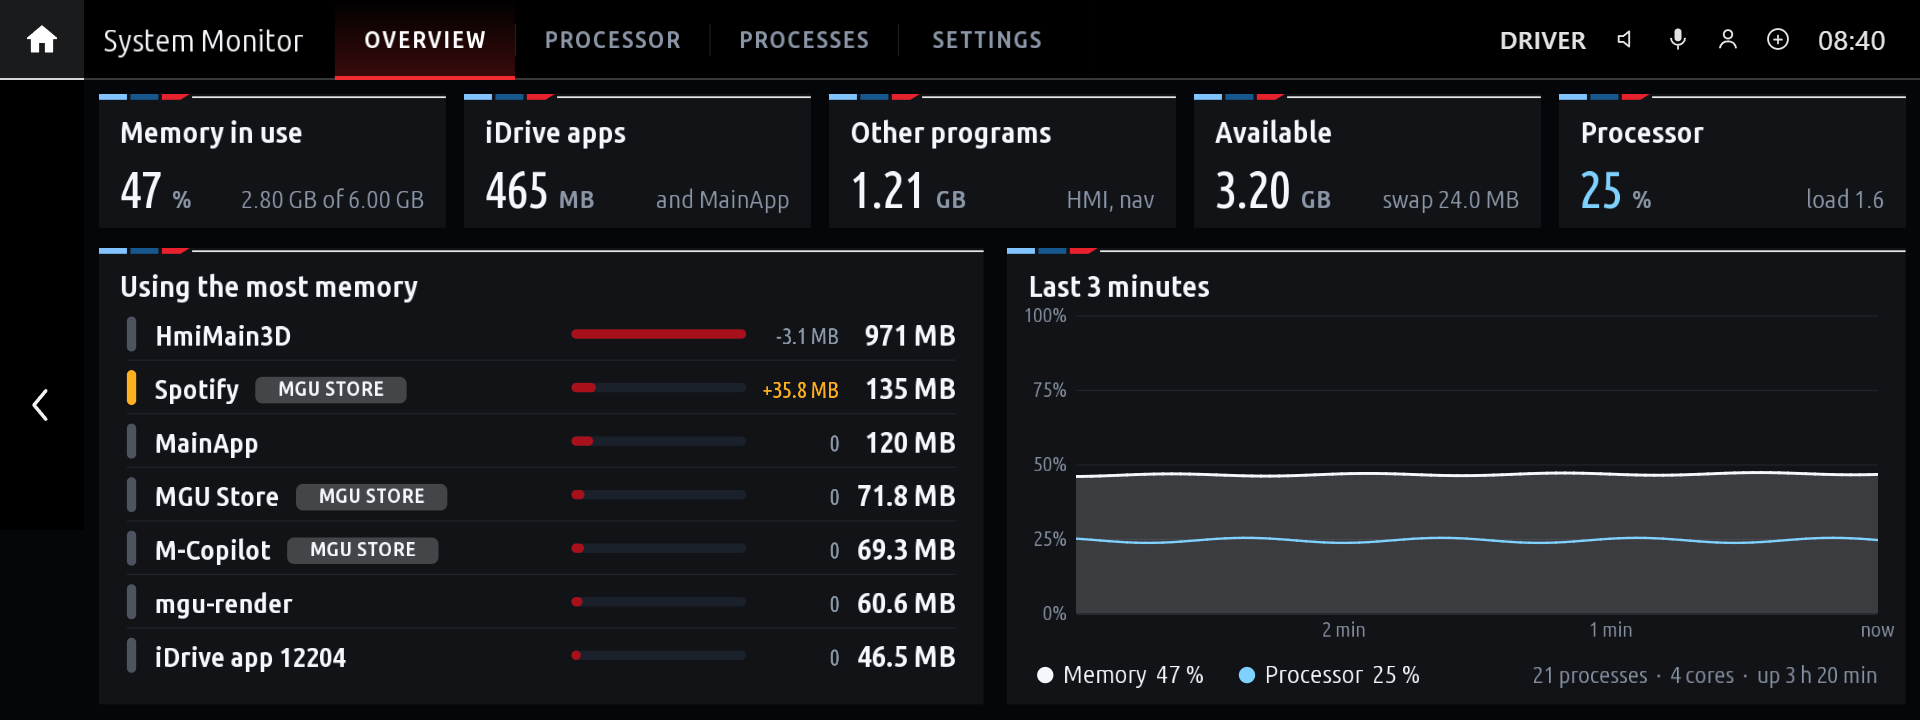 System Monitor
OVERVIEW
PROCESSOR
PROCESSES
SETTINGS
DRIVER
08:40
Memory in use
47 % 2.80 GB of 6.00 GB
iDrive apps
465 MB and MainApp
Other programs
1.21 GB HMI, nav
Available
3.20 GB swap 24.0 MB
Processor
25 % load 1.6
Using the most memory
HmiMain3D -3.1 MB 971 MB
Spotify MGU STORE +35.8 MB 135 MB
MainApp 0 120 MB
MGU Store MGU STORE 0 71.8 MB
M-Copilot MGU STORE 0 69.3 MB
mgu-render 0 60.6 MB
iDrive app 12204 0 46.5 MB
Last 3 minutes
100%
75%
50%
25%
0%
2 min 1 min now
Memory 47 % Processor 25 % 21 processes · 4 cores · up 3 h 20 min